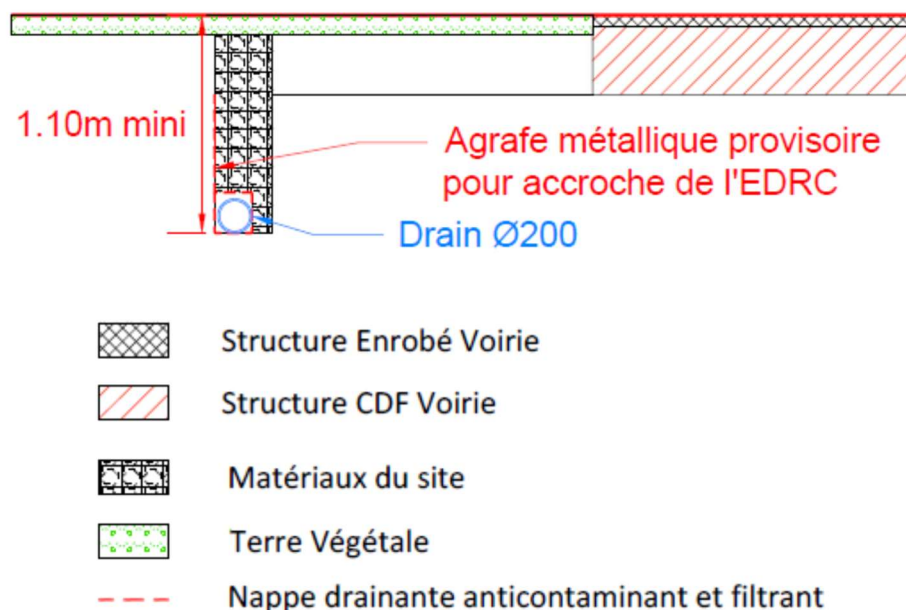 1.10m mini
Agrafe métallique provisoire
pour accroche de l'EDRC
Drain Ø200
Structure Enrobé Voirie
Structure CDF Voirie
Matériaux du site
Terre Végétale
Nappe drainante anticontaminant et filtrant